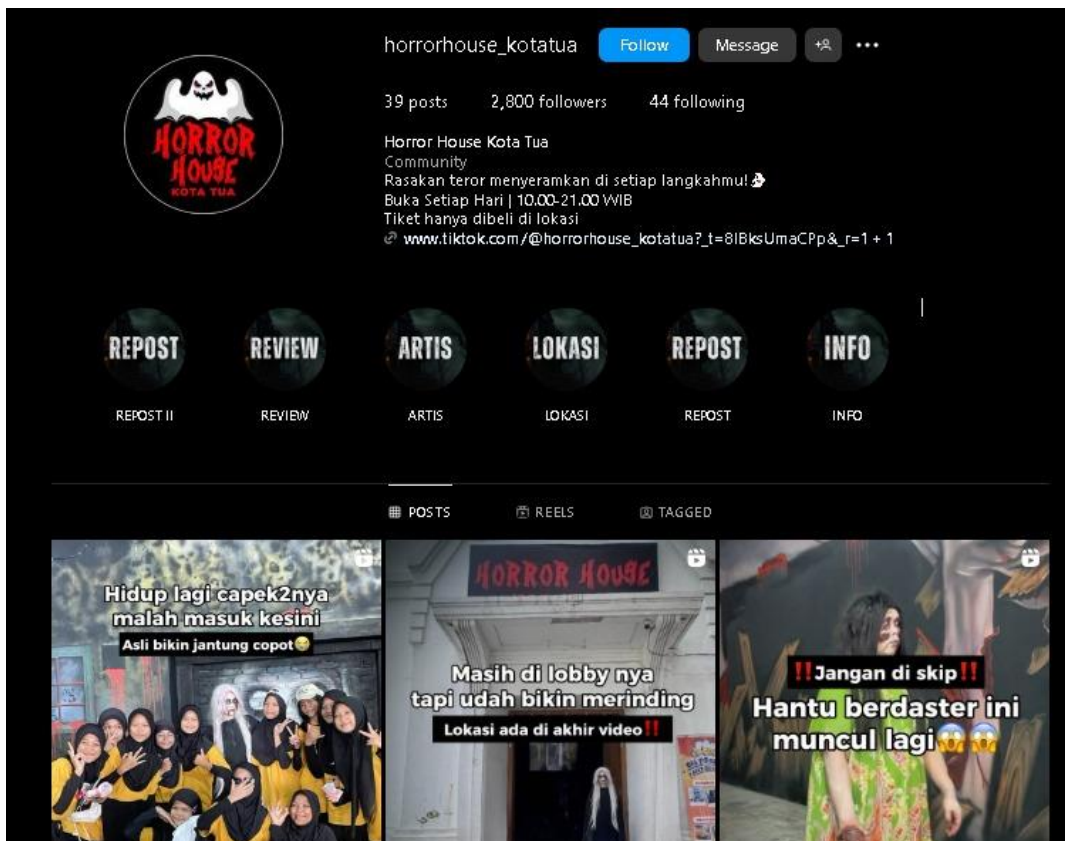 horrorhouse_kotatua
Follow
Message
39 posts 2,800 followers 44 following
HORROR
HOUSE
KOTA TUA
Horror House Kota Tua
Community
Rasakan teror menyeramkan di setiap langkahmu!
Buka Setiap Hari | 10.00-21.00 WIB
Tiket hanya dibeli di lokasi
www.tiktok.com/@horrorhouse_kotatua?_t=8IBksUmaCPp&_r=1 + 1
REPOST REVIEW ARTIS LOKASI REPOST INFO
REPOST II REVIEW ARTIS LOKASI REPOST INFO
POSTS REELS TAGGED
Hidup lagi capek2nya
malah masuk kesini
Asli bikin jantung copot😂
HORROR HOUSE
Masih di lobby nya
tapi udah bikin merinding
Lokasi ada di akhir video‼️
‼️Jangan di skip‼️
Hantu berdaster ini
muncul lagi😱😱